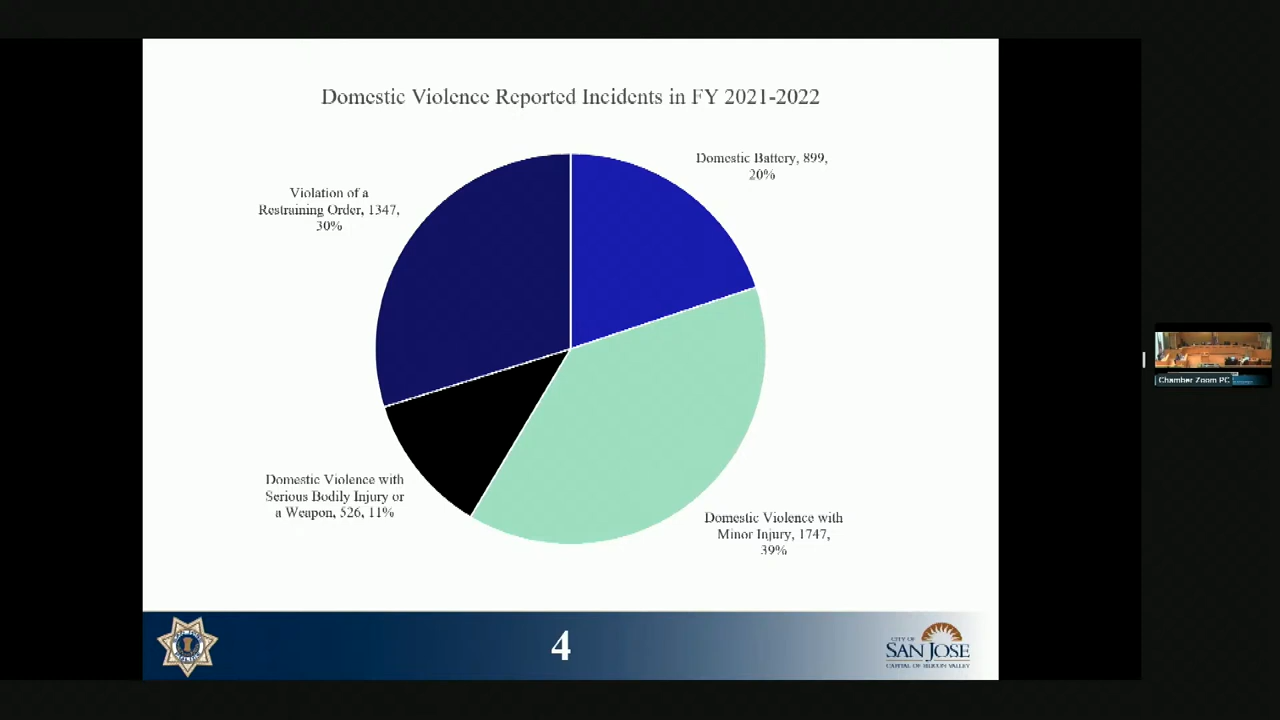 Domestic Violence Reported Incidents in FY 2021-2022
Domestic Battery, 899,
20%
Violation of a
Restraining Order, 1347,
30%
Domestic Violence with
Serious Bodily Injury or
a Weapon, 526, 11%
Domestic Violence with
Minor Injury, 1747,
39%
Chamber Zoom PC
4
CITY OF
SAN JOSE
CAPITAL OF SILICON VALLEY